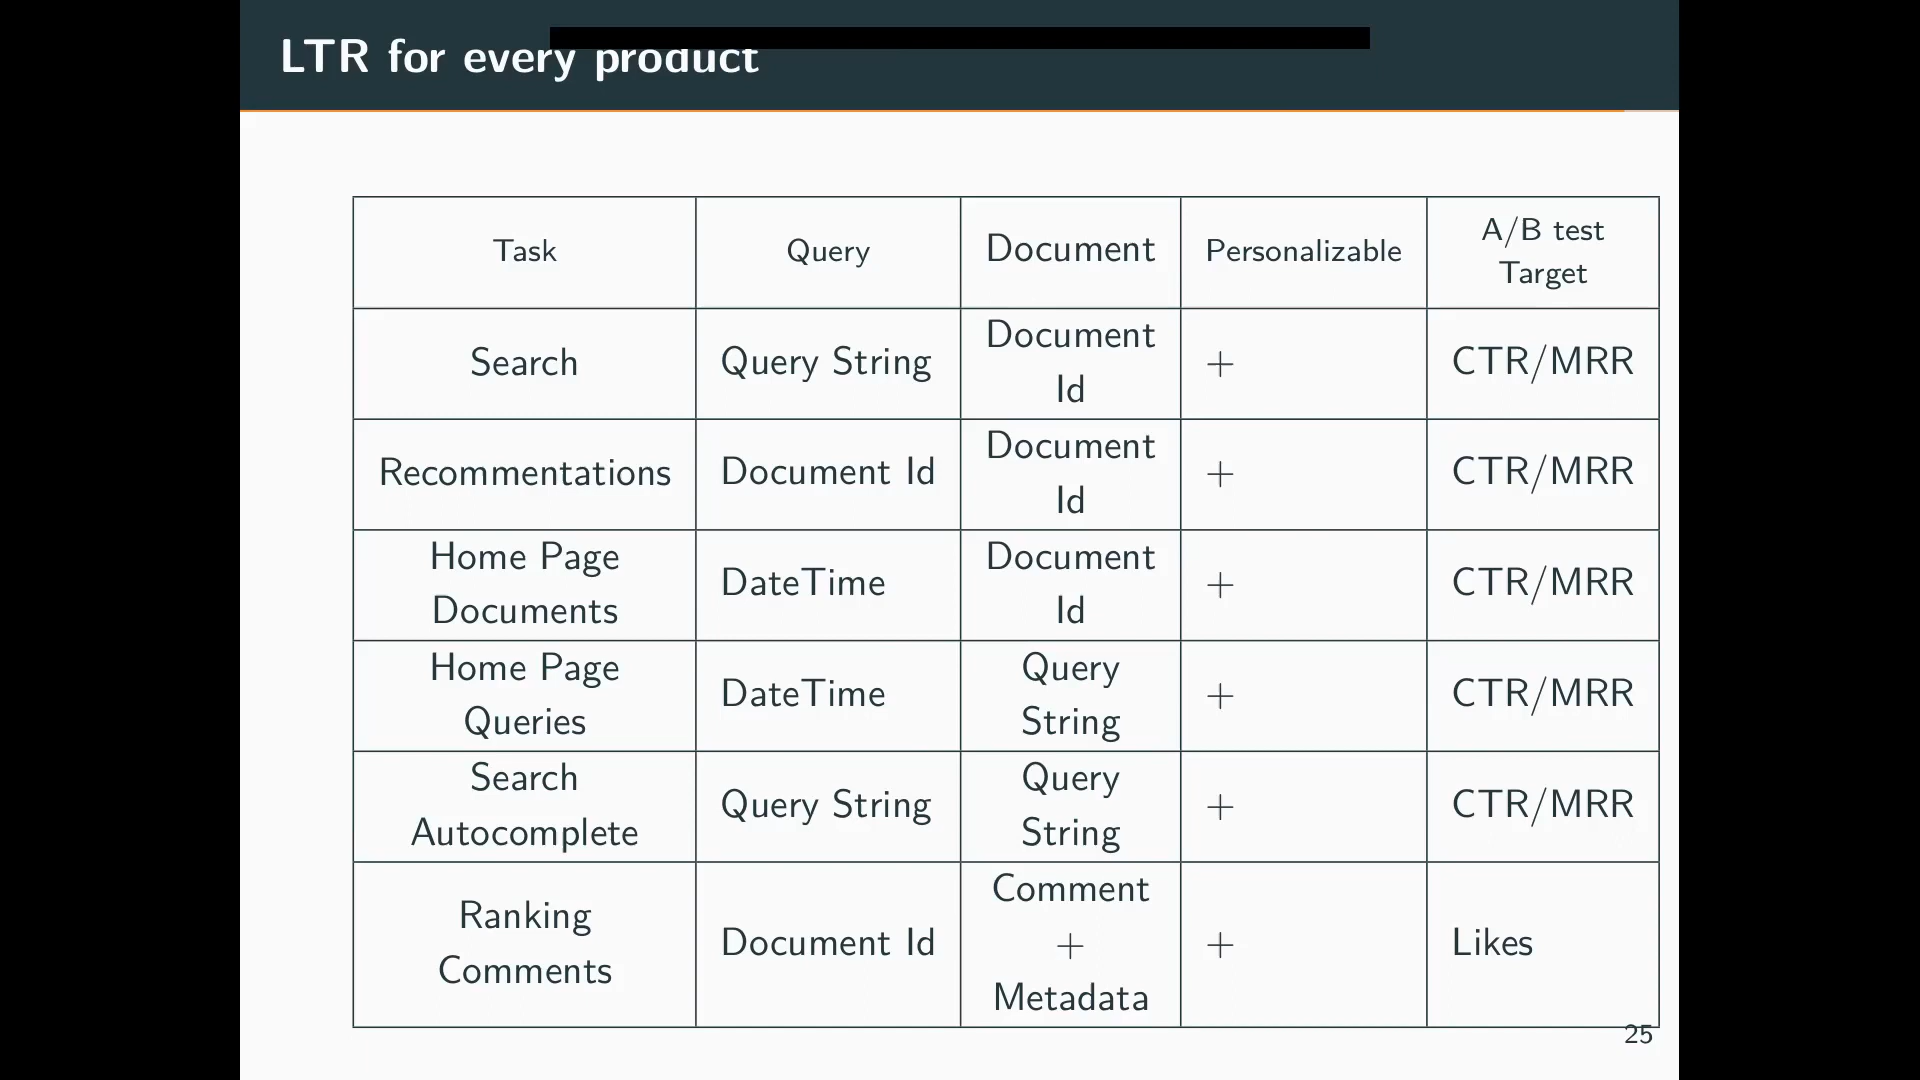 LTR for every product
Task
Query
Document
Personalizable
A/B test
Target
Search
Query String
Document
Id
+
CTR/MRR
Recommentations
Document Id
Document
Id
+
CTR/MRR
Home Page
Documents
DateTime
Document
Id
+
CTR/MRR
Home Page
Queries
DateTime
Query
String
+
CTR/MRR
Search
Autocomplete
Query String
Query
String
+
CTR/MRR
Ranking
Comments
Document Id
Comment
+
Metadata
+
Likes
25